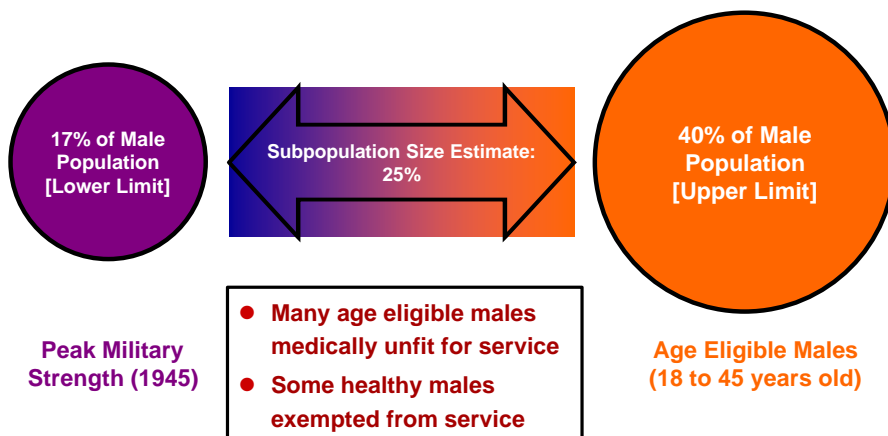 17% of Male
Population
[Lower Limit]
Subpopulation Size Estimate:
25%
40% of Male
Population
[Upper Limit]
Peak Military
Strength (1945)
● Many age eligible males
medically unfit for service
● Some healthy males
exempted from service
Age Eligible Males
(18 to 45 years old)